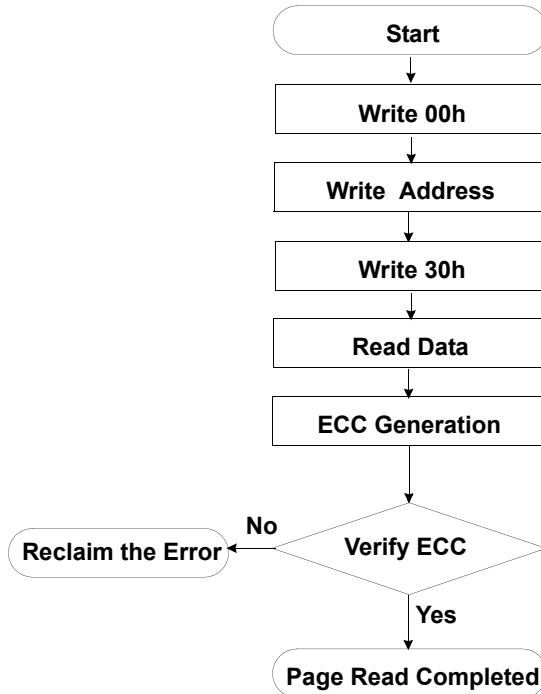 Start
Write 00h
Write Address
Write 30h
Read Data
ECC Generation
No
Reclaim the Error
Verify ECC
Yes
Page Read Completed